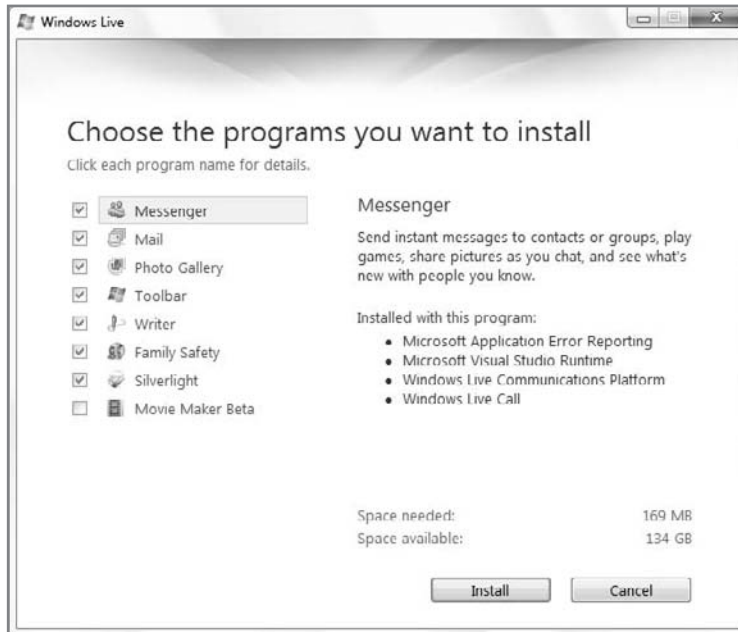 Windows Live
Choose the programs you want to install
Click each program name for details.
Messenger
Mail
Photo Gallery
Toolbar
Writer
Family Safety
Silverlight
Movie Maker Beta
Messenger
Send instant messages to contacts or groups, play
games, share pictures as you chat, and see what's
new with people you know.
Installed with this program:
• Microsoft Application Error Reporting
• Microsoft Visual Studio Runtime
• Windows Live Communications Platform
• Windows Live Call
Space needed: 169 MB
Space available: 134 GB
Install Cancel